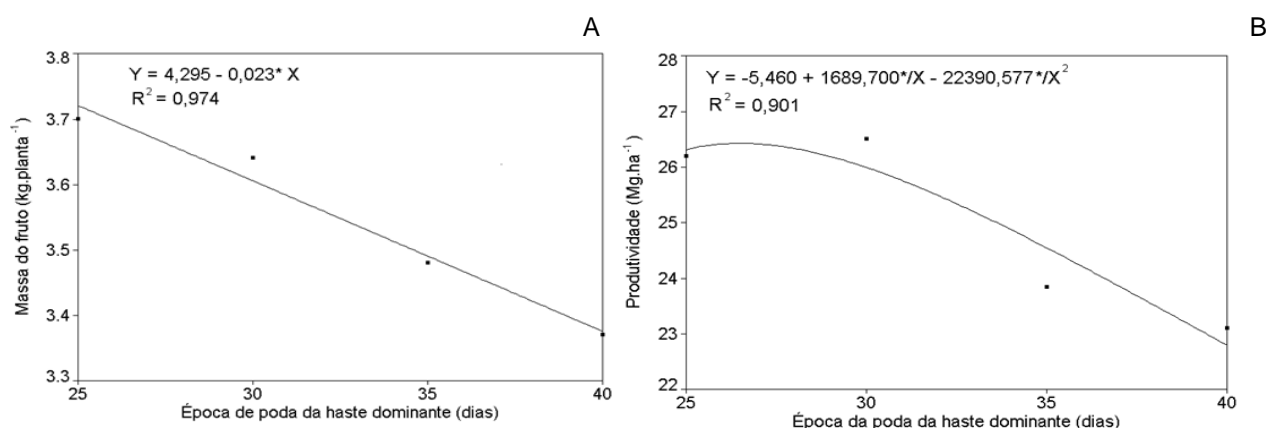 A
3.8
3.7
3.6
3.5
3.4
3.3
Y = 4,295 - 0,023* X
R² = 0,974
Massa do fruto (kg.planta⁻¹)
25 30 35 40
Época de poda da haste dominante (dias)
B
28
27
26
25
24
23
22
Y = -5,460 + 1689,700*/X - 22390,577*/X²
R² = 0,901
Produtividade (Mg.ha⁻¹)
25 30 35 40
Época da poda da haste dominante (dias)